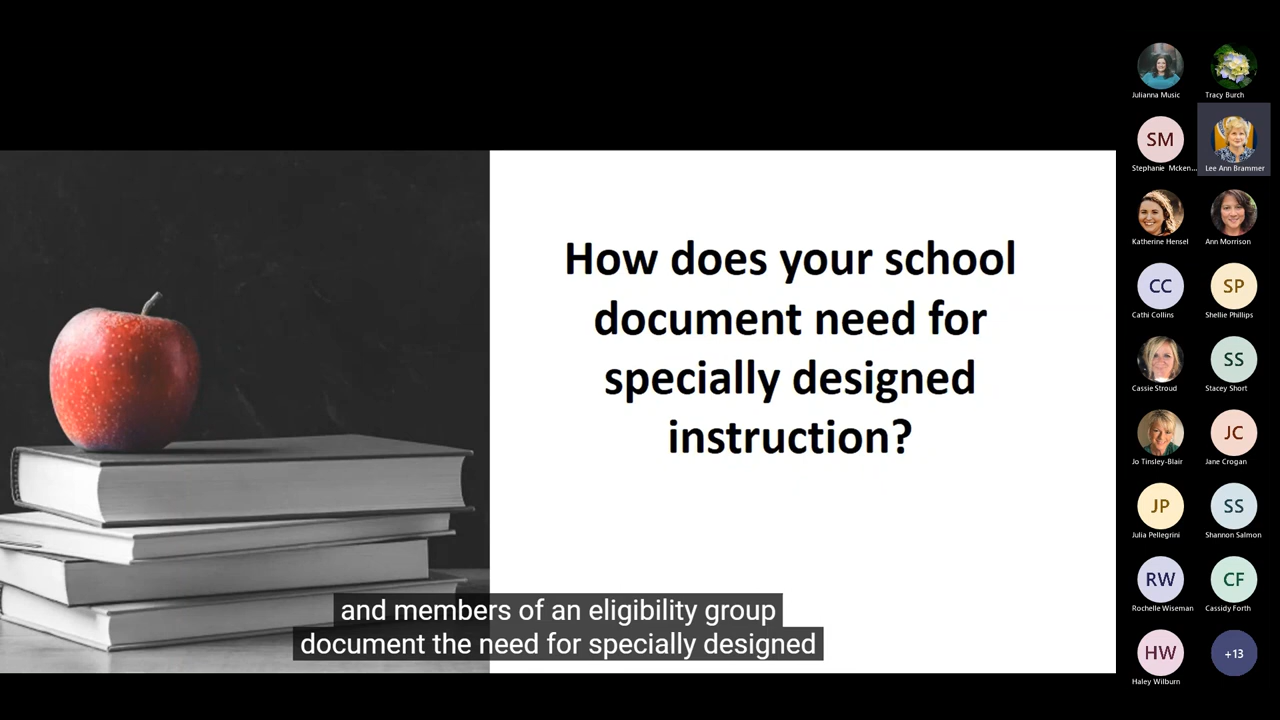 How does your school
document need for
specially designed
instruction?
and members of an eligibility group
document the need for specially designed
Julianna Music
Tracy Burch
SM
Stephanie Mcken...
Lee Ann Brammer
Katherine Hensel
Ann Morrison
CC
Cathi Collins
SP
Shellie Phillips
Cassie Stroud
SS
Stacey Short
Jo Tinsley-Blair
JC
Jane Crogan
JP
Julia Pellegrini
SS
Shannon Salmon
RW
Rochelle Wiseman
CF
Cassidy Forth
HW
Haley Wilburn
+13